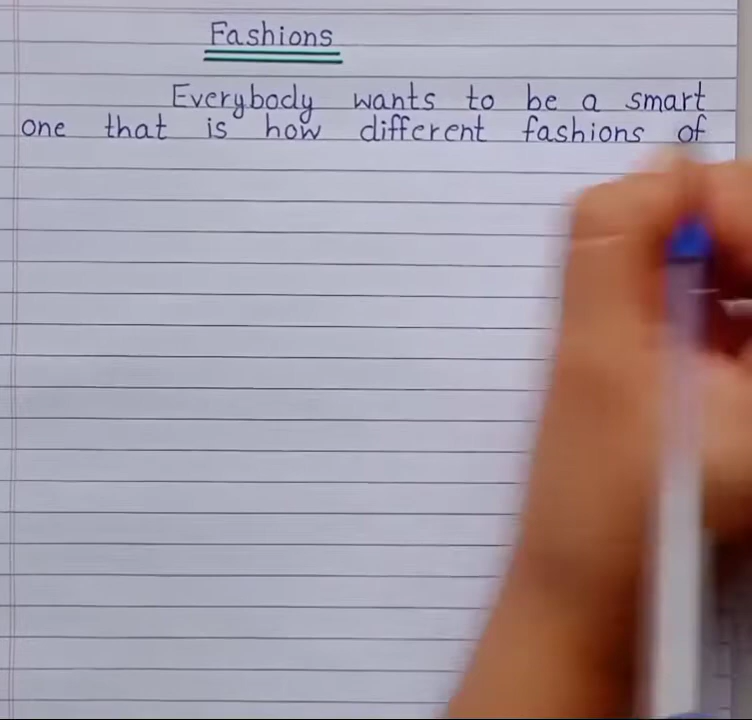 Fashions
Everybody wants to be a smart
one that is how different fashions of